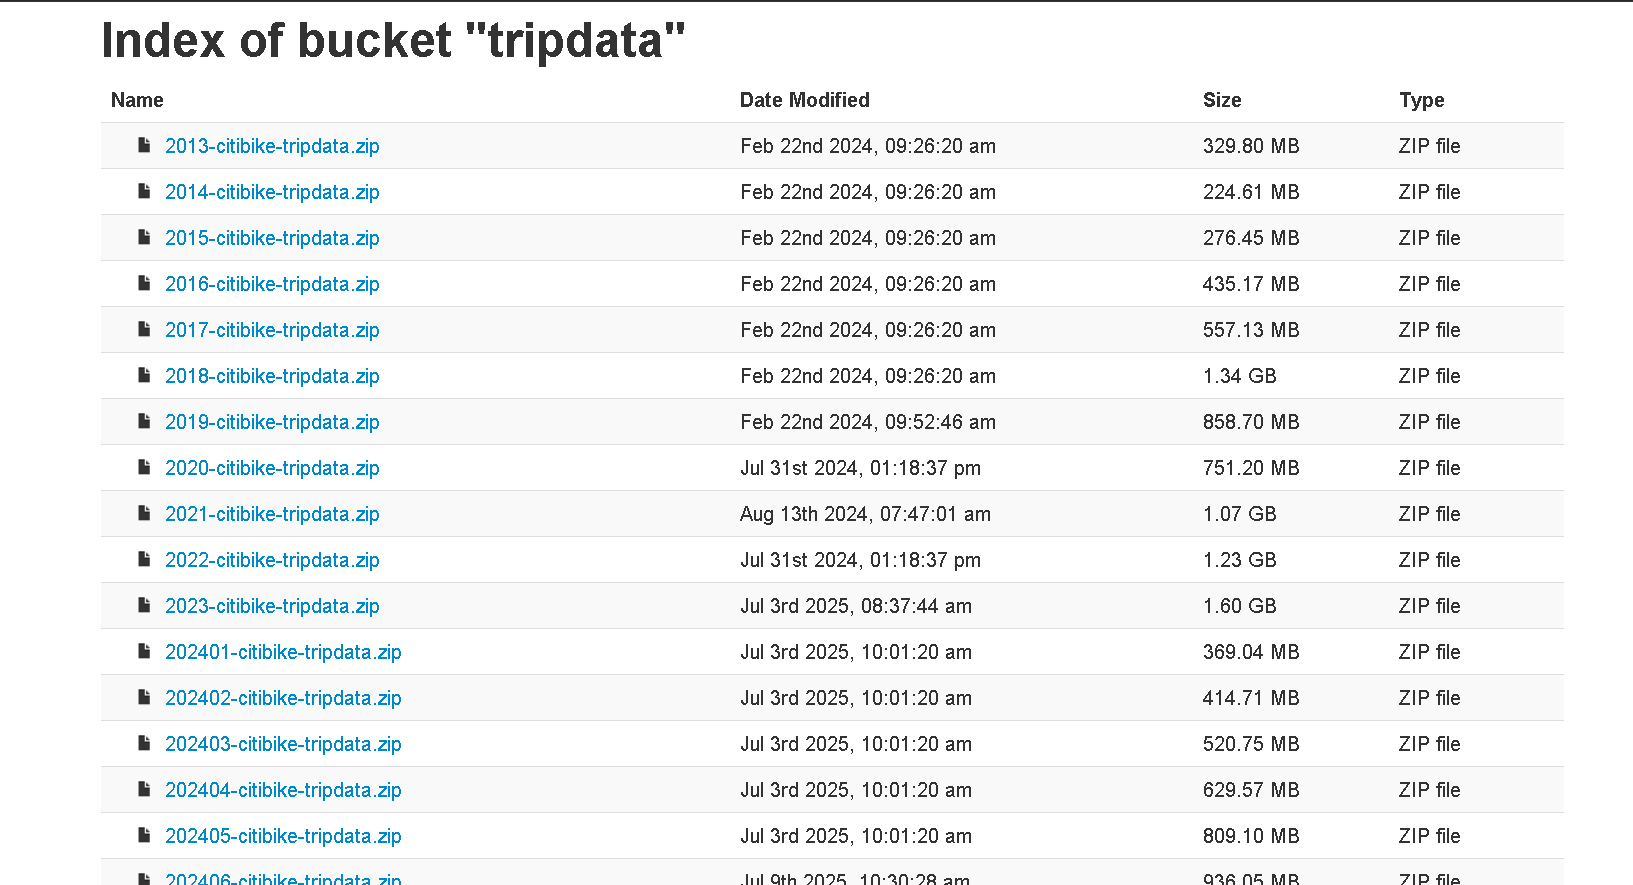 Index of bucket "tripdata"
Name Date Modified Size Type
2013-citibike-tripdata.zip Feb 22nd 2024, 09:26:20 am 329.80 MB ZIP file
2014-citibike-tripdata.zip Feb 22nd 2024, 09:26:20 am 224.61 MB ZIP file
2015-citibike-tripdata.zip Feb 22nd 2024, 09:26:20 am 276.45 MB ZIP file
2016-citibike-tripdata.zip Feb 22nd 2024, 09:26:20 am 435.17 MB ZIP file
2017-citibike-tripdata.zip Feb 22nd 2024, 09:26:20 am 557.13 MB ZIP file
2018-citibike-tripdata.zip Feb 22nd 2024, 09:26:20 am 1.34 GB ZIP file
2019-citibike-tripdata.zip Feb 22nd 2024, 09:52:46 am 858.70 MB ZIP file
2020-citibike-tripdata.zip Jul 31st 2024, 01:18:37 pm 751.20 MB ZIP file
2021-citibike-tripdata.zip Aug 13th 2024, 07:47:01 am 1.07 GB ZIP file
2022-citibike-tripdata.zip Jul 31st 2024, 01:18:37 pm 1.23 GB ZIP file
2023-citibike-tripdata.zip Jul 3rd 2025, 08:37:44 am 1.60 GB ZIP file
202401-citibike-tripdata.zip Jul 3rd 2025, 10:01:20 am 369.04 MB ZIP file
202402-citibike-tripdata.zip Jul 3rd 2025, 10:01:20 am 414.71 MB ZIP file
202403-citibike-tripdata.zip Jul 3rd 2025, 10:01:20 am 520.75 MB ZIP file
202404-citibike-tripdata.zip Jul 3rd 2025, 10:01:20 am 629.57 MB ZIP file
202405-citibike-tripdata.zip Jul 3rd 2025, 10:01:20 am 809.10 MB ZIP file
202406-citibike-tripdata.zip Jul 9th 2025, 10:30:28 am 936.05 MB ZIP file